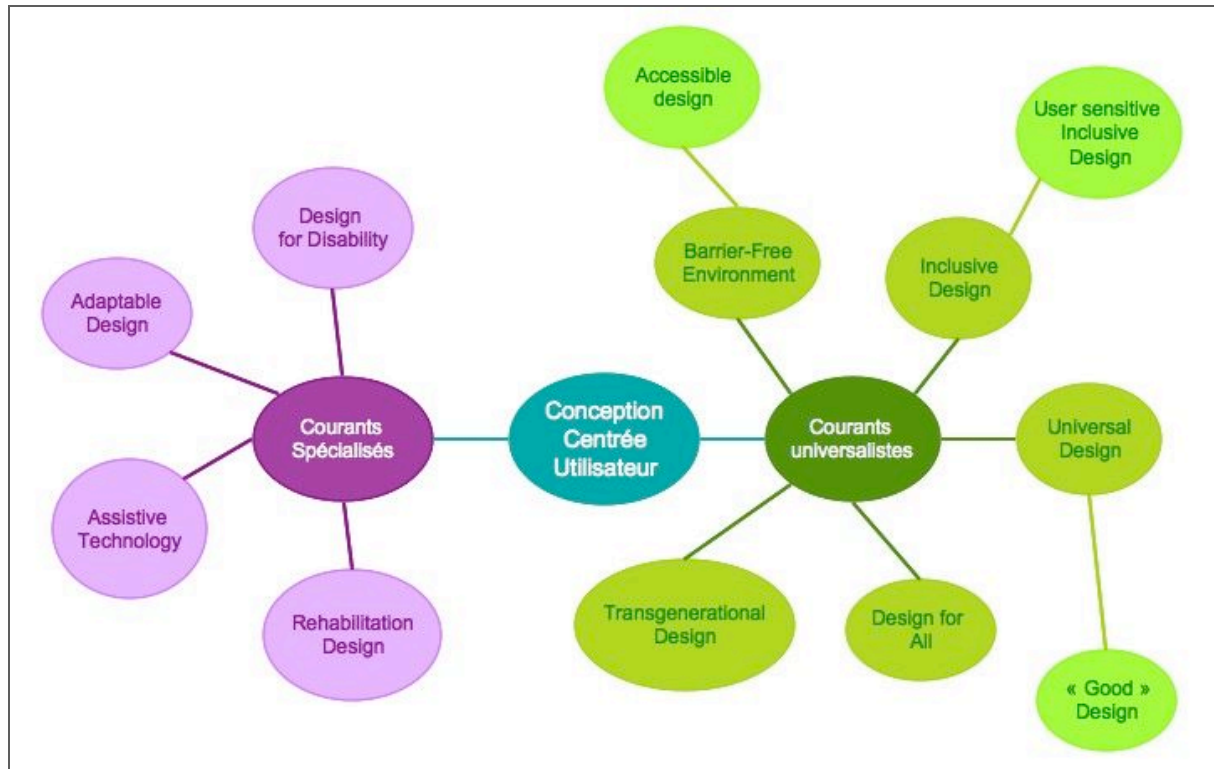 Accessible
design
User sensitive
Inclusive
Design
Design
for Disability
Barrier-Free
Environment
Inclusive
Design
Adaptable
Design
Courants
Spécialisés
Conception
Centrée
Utilisateur
Courants
universalistes
Universal
Design
Assistive
Technology
Rehabilitation
Design
Transgenerational
Design
Design for
All
« Good »
Design